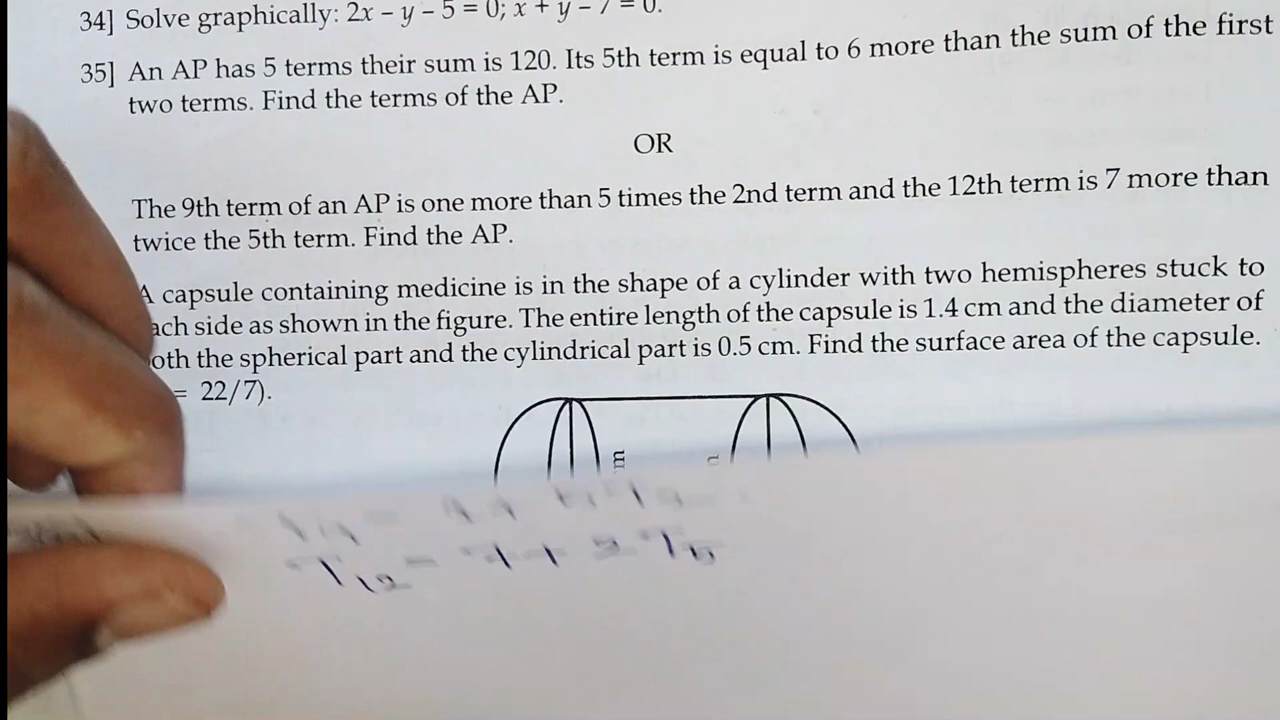 34] Solve graphically: 2x – y – 5 = 0; x + y – 7 = 0.
35] An AP has 5 terms their sum is 120. Its 5th term is equal to 6 more than the sum of the first
two terms. Find the terms of the AP.
OR
The 9th term of an AP is one more than 5 times the 2nd term and the 12th term is 7 more than
twice the 5th term. Find the AP.
A capsule containing medicine is in the shape of a cylinder with two hemispheres stuck to
ach side as shown in the figure. The entire length of the capsule is 1.4 cm and the diameter of
oth the spherical part and the cylindrical part is 0.5 cm. Find the surface area of the capsule.
= 22/7).
T12 = 7 + 2 T5